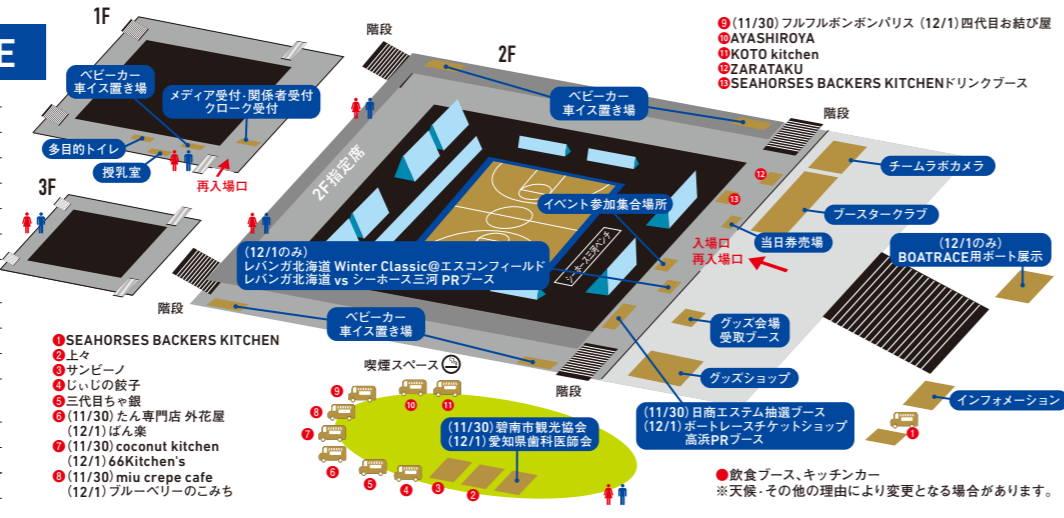 E
1F
ベビーカー
車イス置き場
メディア受付・関係者受付
クローク受付
多目的トイレ
授乳室
再入場口
3F
2F
階段
階段
階段
階段
ベビーカー
車イス置き場
2F指定席
イベント参加集合場所
シーホース三河ベンチ
(12/1のみ)
レバンガ北海道 Winter Classic@エスコンフィールド
レバンガ北海道 vs シーホース三河 PRブース
ベビーカー
車イス置き場
❾(11/30)フルフルボンボンパリス (12/1)四代目お結び屋
❿AYASHIROYA
⓫KOTO kitchen
⓬ZARATAKU
⓭SEAHORSES BACKERS KITCHENドリンクブース
⓬
⓭
チームラボカメラ
ブースタークラブ
当日券売場
入場口
再入場口
(12/1のみ)
BOATRACE用ボート展示
グッズ会場
受取ブース
グッズショップ
インフォメーション
❶
❶SEAHORSES BACKERS KITCHEN
❷上々
❸サンビーノ
❹じぃじの餃子
❺三代目ちゃ銀
❻(11/30)たん専門店 外花屋
(12/1)ばん楽
❼(11/30)coconut kitchen
(12/1)66Kitchen's
❽(11/30)miu crepe cafe
(12/1)ブルーベリーのこみち
喫煙スペース
❾
❿
⓫
❽
❼
❻
❺
❹
❸
❷
(11/30)碧南市観光協会
(12/1)愛知県歯科医師会
(11/30)日商エステム抽選ブース
(12/1)ボートレースチケットショップ
高浜PRブース
●飲食ブース、キッチンカー
※天候・その他の理由により変更となる場合があります。